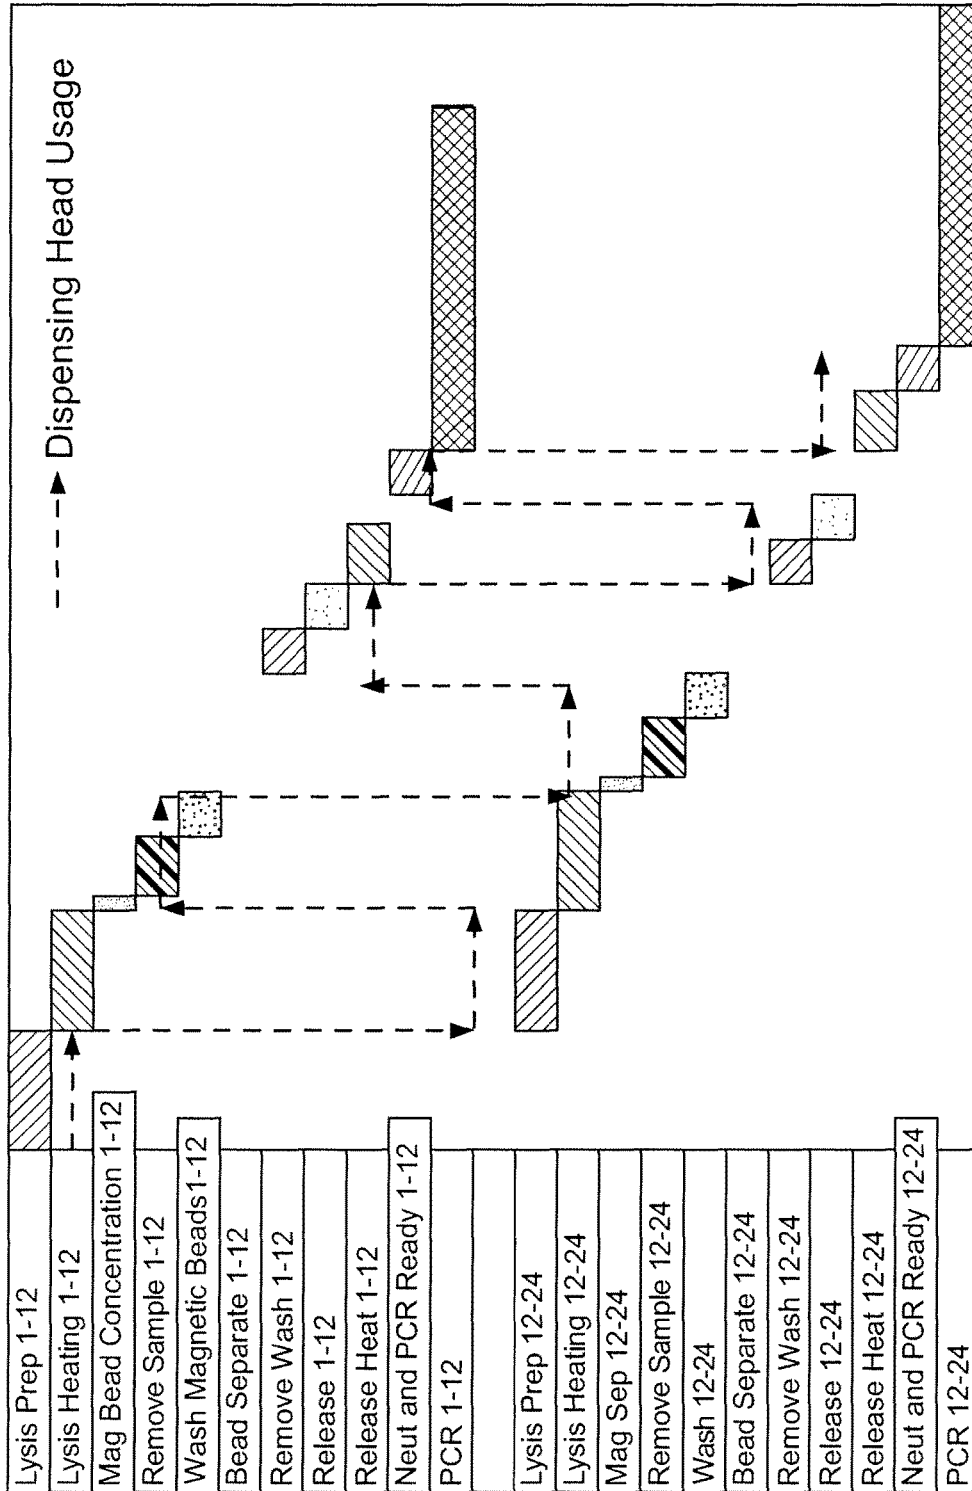 Dispensing Head Usage
Lysis Prep 1-12
Lysis Heating 1-12
Mag Bead Concentration 1-12
Remove Sample 1-12
Wash Magnetic Beads1-12
Bead Separate 1-12
Remove Wash 1-12
Release 1-12
Release Heat 1-12
Neut and PCR Ready 1-12
PCR 1-12
Lysis Prep 12-24
Lysis Heating 12-24
Mag Sep 12-24
Remove Sample 12-24
Wash 12-24
Bead Separate 12-24
Remove Wash 12-24
Release 12-24
Release Heat 12-24
Neut and PCR Ready 12-24
PCR 12-24